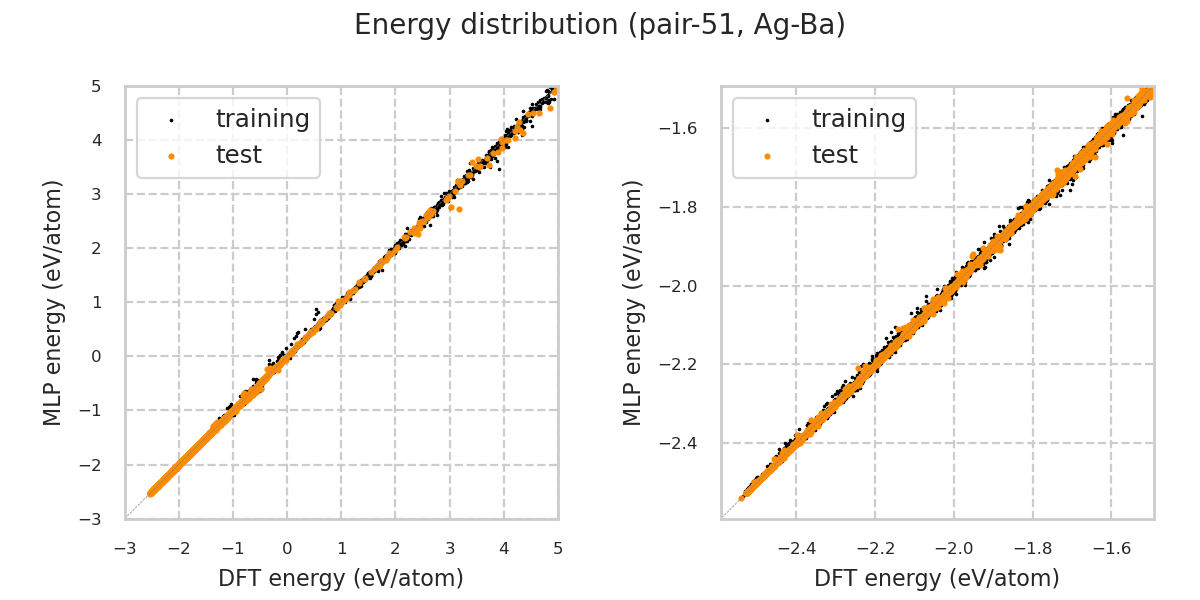 Energy distribution (pair-51, Ag-Ba)
5
4
3
2
1
0
−1
−2
−3
MLP energy (eV/atom)
training
test
−3 −2 −1 0 1 2 3 4 5
DFT energy (eV/atom)
−1.6
−1.8
−2.0
−2.2
−2.4
MLP energy (eV/atom)
training
test
−2.4 −2.2 −2.0 −1.8 −1.6
DFT energy (eV/atom)